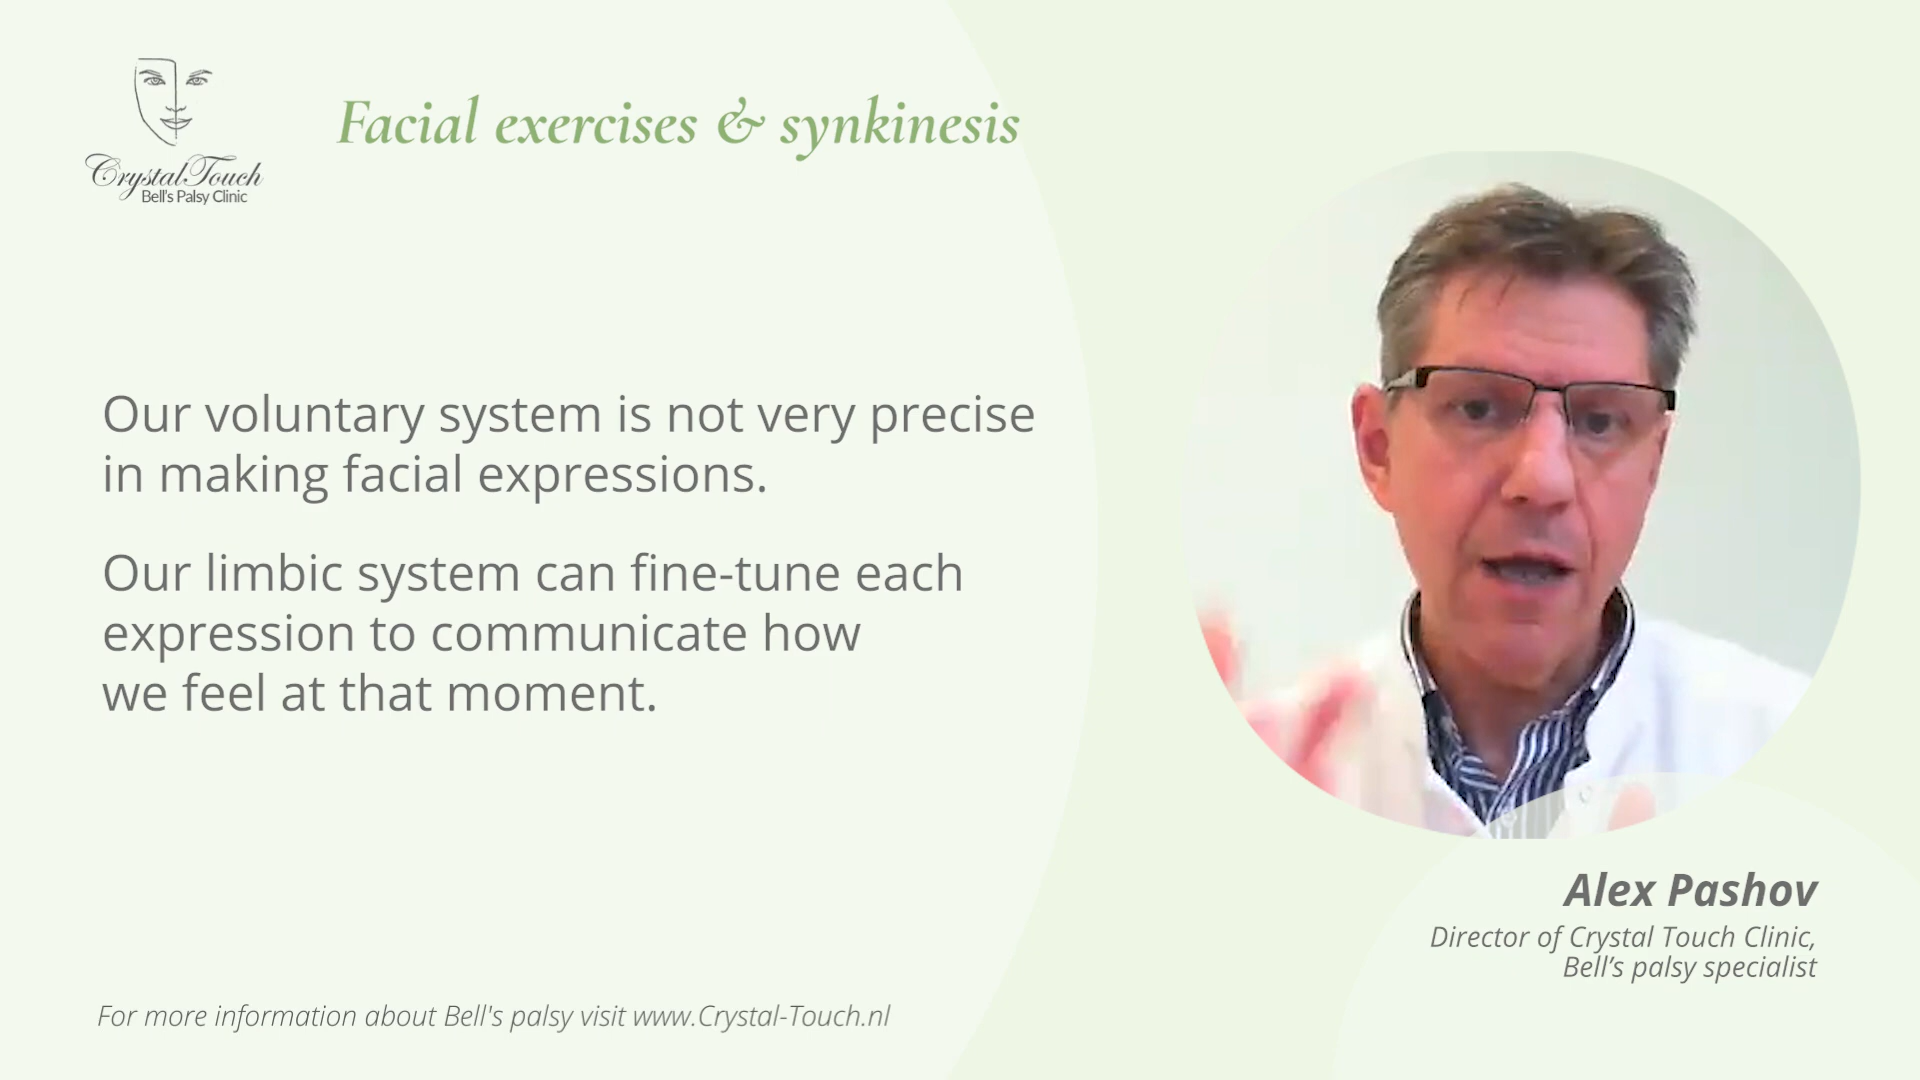 Crystal Touch
Bell's Palsy Clinic
Facial exercises & synkinesis
Our voluntary system is not very precise
in making facial expressions.
Our limbic system can fine-tune each
expression to communicate how
we feel at that moment.
Alex Pashov
Director of Crystal Touch Clinic,
Bell’s palsy specialist
For more information about Bell's palsy visit www.Crystal-Touch.nl